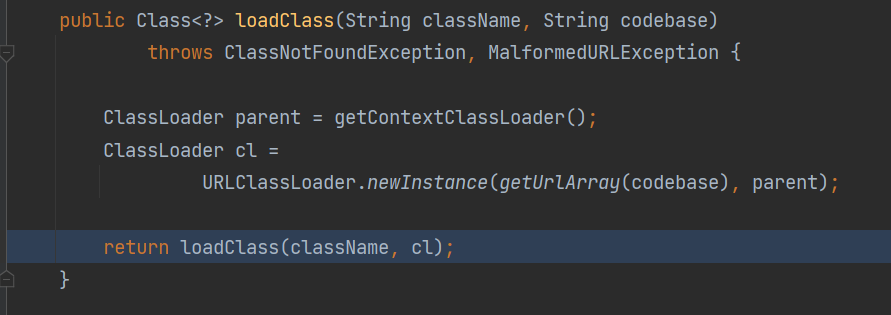 public Class<?> loadClass(String className, String codebase)
throws ClassNotFoundException, MalformedURLException {
ClassLoader parent = getContextClassLoader();
ClassLoader cl =
URLClassLoader.newInstance(getUrlArray(codebase), parent);
return loadClass(className, cl);
}